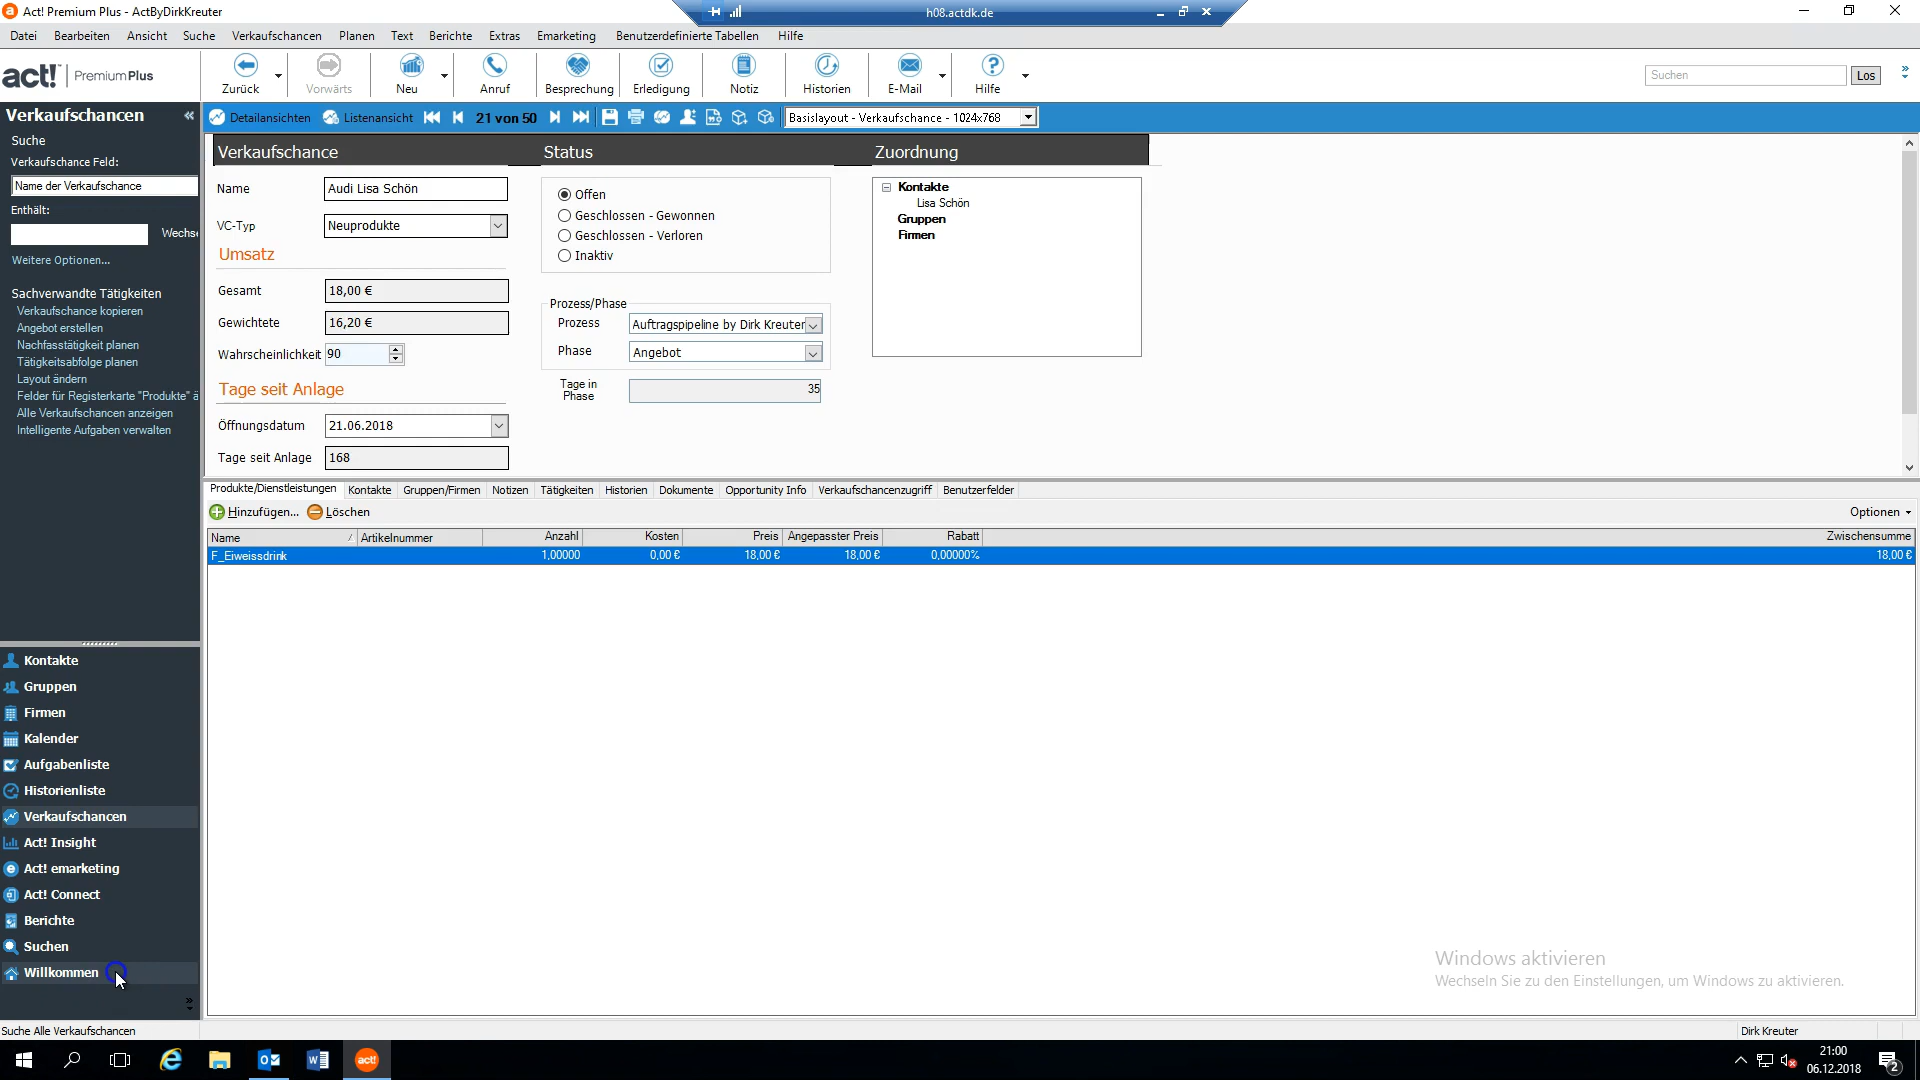 Act! Premium Plus - ActByDirkKreuter
h08.actdk.de
Datei Bearbeiten Ansicht Suche Verkaufschancen Planen Text Berichte Extras Emarketing Benutzerdefinierte Tabellen Hilfe
act! Premium Plus
Zurück Vorwärts Neu Anruf Besprechung Erledigung Notiz Historien E-Mail Hilfe
Suchen Los
Verkaufschancen
Detailansichten Listenansicht 21 von 50 Basislayout - Verkaufschance - 1024x768
Suche
Verkaufschance Feld:
Name der Verkaufschance
Enthält:
Wechse
Weitere Optionen...
Sachverwandte Tätigkeiten
Verkaufschance kopieren
Angebot erstellen
Nachfasstätigkeit planen
Tätigkeitsabfolge planen
Layout ändern
Felder für Registerkarte "Produkte" ä
Alle Verkaufschancen anzeigen
Intelligente Aufgaben verwalten
Kontakte
Gruppen
Firmen
Kalender
Aufgabenliste
Historienliste
Verkaufschancen
Act! Insight
Act! emarketing
Act! Connect
Berichte
Suchen
Willkommen
Verkaufschance
Name Audi Lisa Schön
VC-Typ Neuprodukte
Umsatz
Gesamt 18,00 €
Gewichtete 16,20 €
Wahrscheinlichkeit 90
Tage seit Anlage
Öffnungsdatum 21.06.2018
Tage seit Anlage 168
Status
Offen
Geschlossen - Gewonnen
Geschlossen - Verloren
Inaktiv
Prozess/Phase
Prozess Auftragspipeline by Dirk Kreuter
Phase Angebot
Tage in
Phase
35
Zuordnung
Kontakte
Lisa Schön
Gruppen
Firmen
Produkte/Dienstleistungen Kontakte Gruppen/Firmen Notizen Tätigkeiten Historien Dokumente Opportunity Info Verkaufschancenzugriff Benutzerfelder
Hinzufügen... Löschen Optionen
Name Artikelnummer Anzahl Kosten Preis Angepasster Preis Rabatt Zwischensumme
F_Eiweissdrink 1,00000 0,00 € 18,00 € 18,00 € 0,00000% 18,00 €
Windows aktivieren
Wechseln Sie zu den Einstellungen, um Windows zu aktivieren.
Suche Alle Verkaufschancen
Dirk Kreuter
act!
21:00
06.12.2018
2